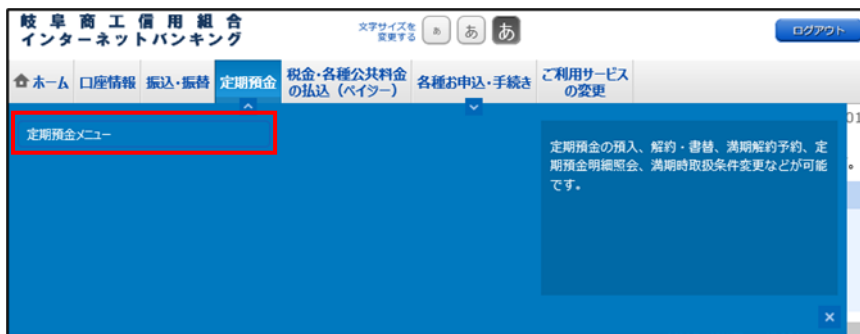 岐阜商工信用組合
インターネットバンキング
文字サイズを
変更する
あ あ あ
ログアウト
ホーム 口座情報 振込・振替 定期預金 税金・各種公共料金
の払込（ペイジー） 各種お申込・手続き ご利用サービス
の変更
定期預金メニュー
定期預金の預入、解約・書替、満期解約予約、定
期預金明細照会、満期時取扱条件変更などが可能
です。